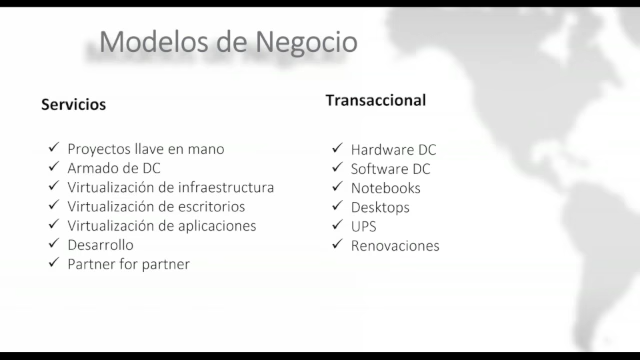 Modelos de Negocio
Servicios
Proyectos llave en mano
Armado de DC
Virtualización de infraestructura
Virtualización de escritorios
Virtualización de aplicaciones
Desarrollo
Partner for partner
Transaccional
Hardware DC
Software DC
Notebooks
Desktops
UPS
Renovaciones